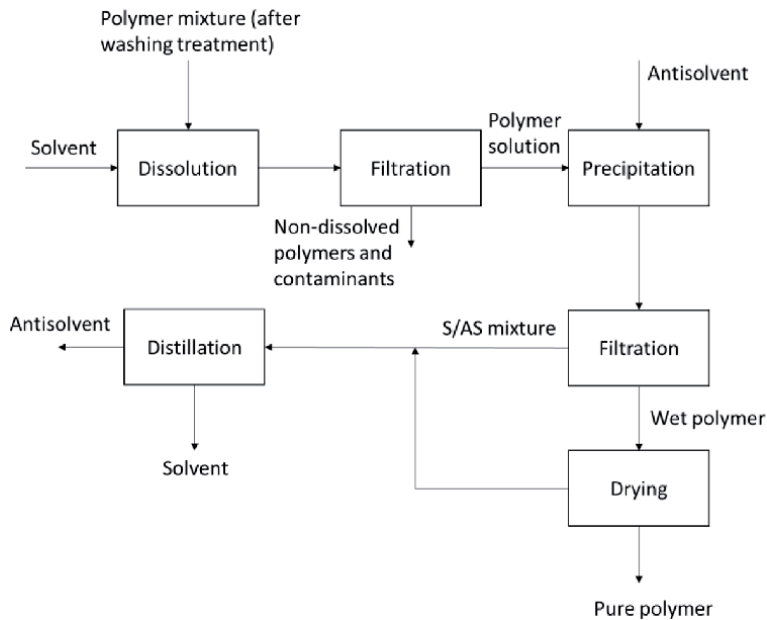 Polymer mixture (after
washing treatment)
Antisolvent
Solvent
Dissolution
Filtration
Polymer
solution
Precipitation
Non-dissolved
polymers and
contaminants
Antisolvent
Distillation
S/AS mixture
Filtration
Wet polymer
Solvent
Drying
Pure polymer